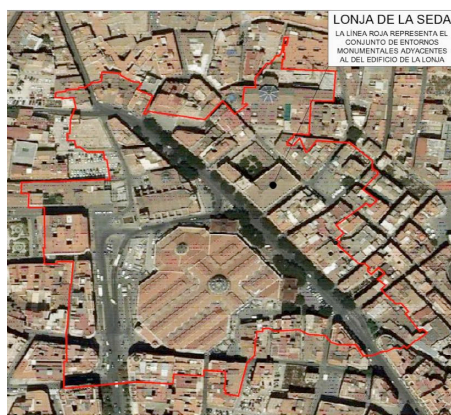 LONJA DE LA SEDA
LA LÍNEA ROJA REPRESENTA EL
CONJUNTO DE ENTORNOS
MONUMENTALES ADYACENTES
AL DEL EDIFICIO DE LA LONJA